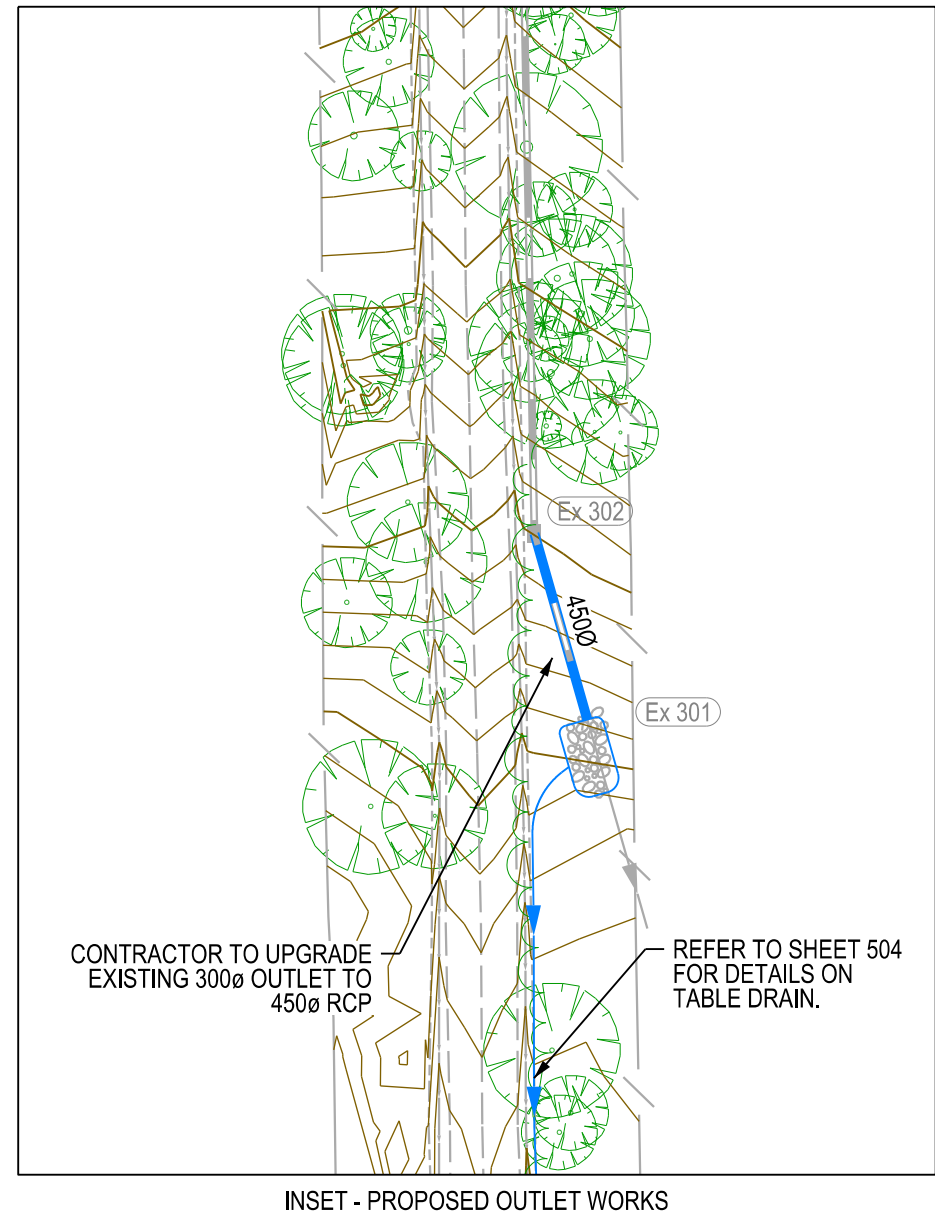 Ex 302
450Ø
Ex 301
CONTRACTOR TO UPGRADE
EXISTING 300ø OUTLET TO
450ø RCP
REFER TO SHEET 504
FOR DETAILS ON
TABLE DRAIN.
INSET - PROPOSED OUTLET WORKS